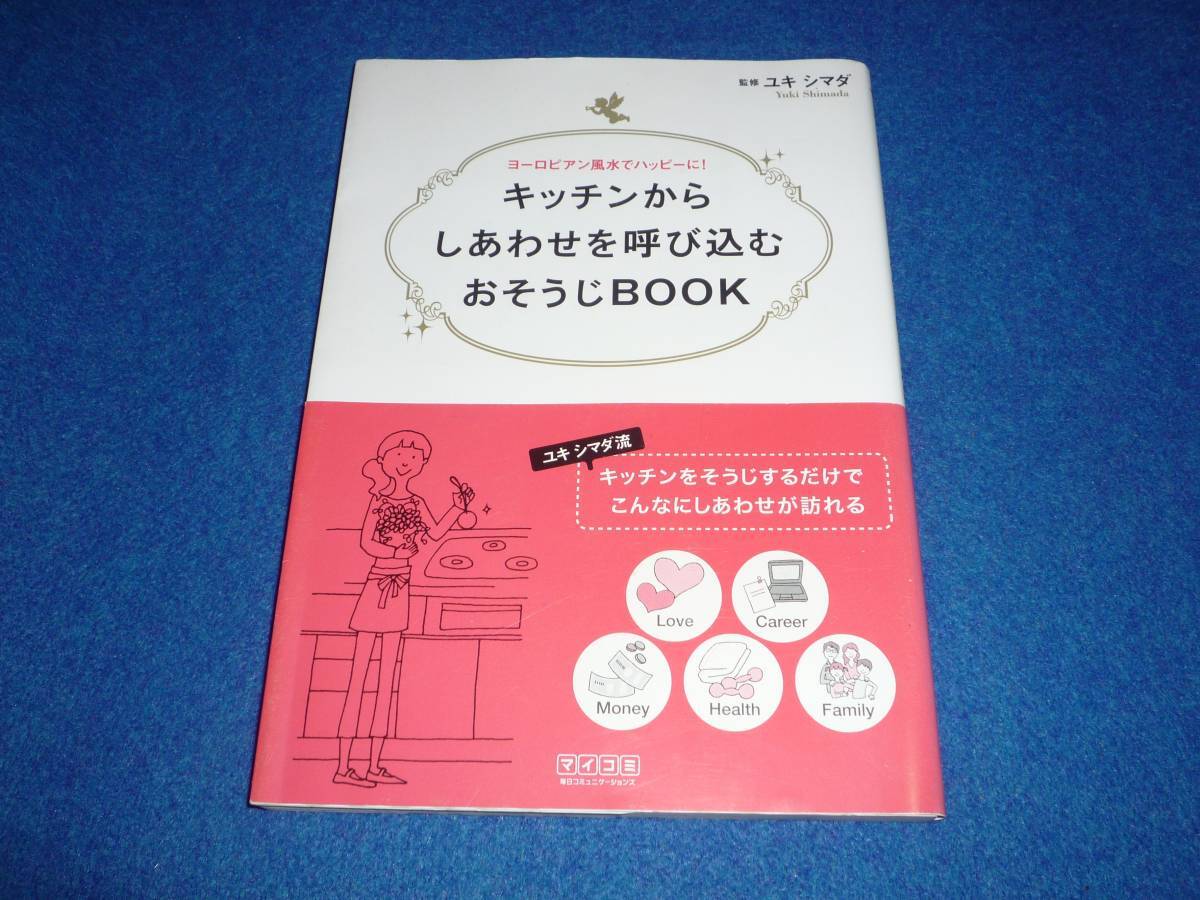 監修 ユキ シマダ
Yuki Shimada
ヨーロピアン風水でハッピーに!
キッチンから
しあわせを呼び込む
おそうじBOOK
ユキ シマダ流
キッチンをそうじするだけで
こんなにしあわせが訪れる
Love
Career
Money
Health
Family
マイコミ
毎日コミュニケーションズ